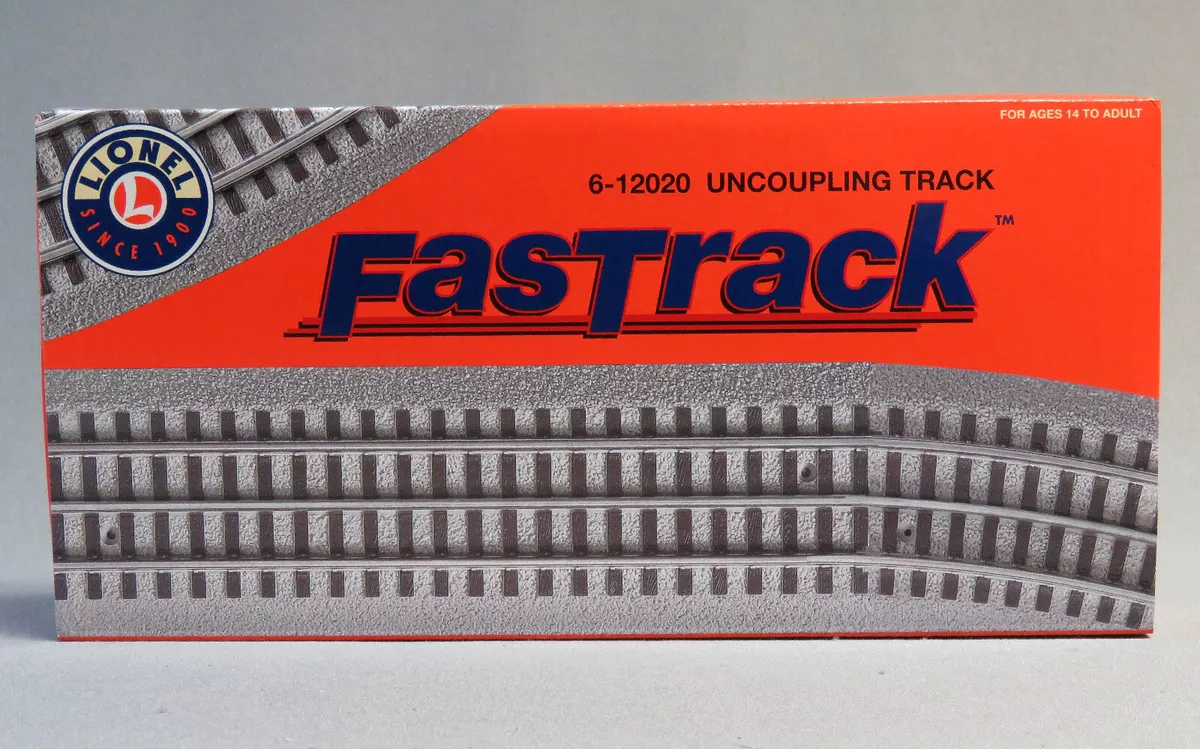 FOR AGES 14 TO ADULT
LIONEL
L
SINCE 1900
6-12020 UNCOUPLING TRACK
FasTrack™